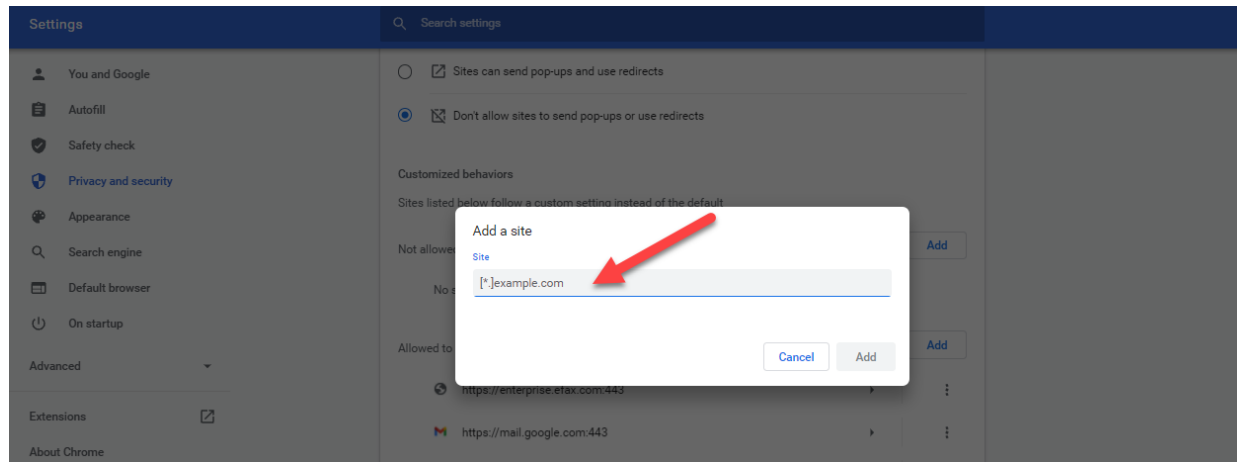 Settings
Search settings
You and Google
Autofill
Safety check
Privacy and security
Appearance
Search engine
Default browser
On startup
Advanced
Extensions
About Chrome
Sites can send pop-ups and use redirects
Don't allow sites to send pop-ups or use redirects
Customized behaviors
Sites listed below follow a custom setting instead of the default
Not allowed
Add
No
Add a site
Site
[*.]example.com
Cancel
Add
Allowed to
Add
https://enterprise.efax.com:443
https://mail.google.com:443